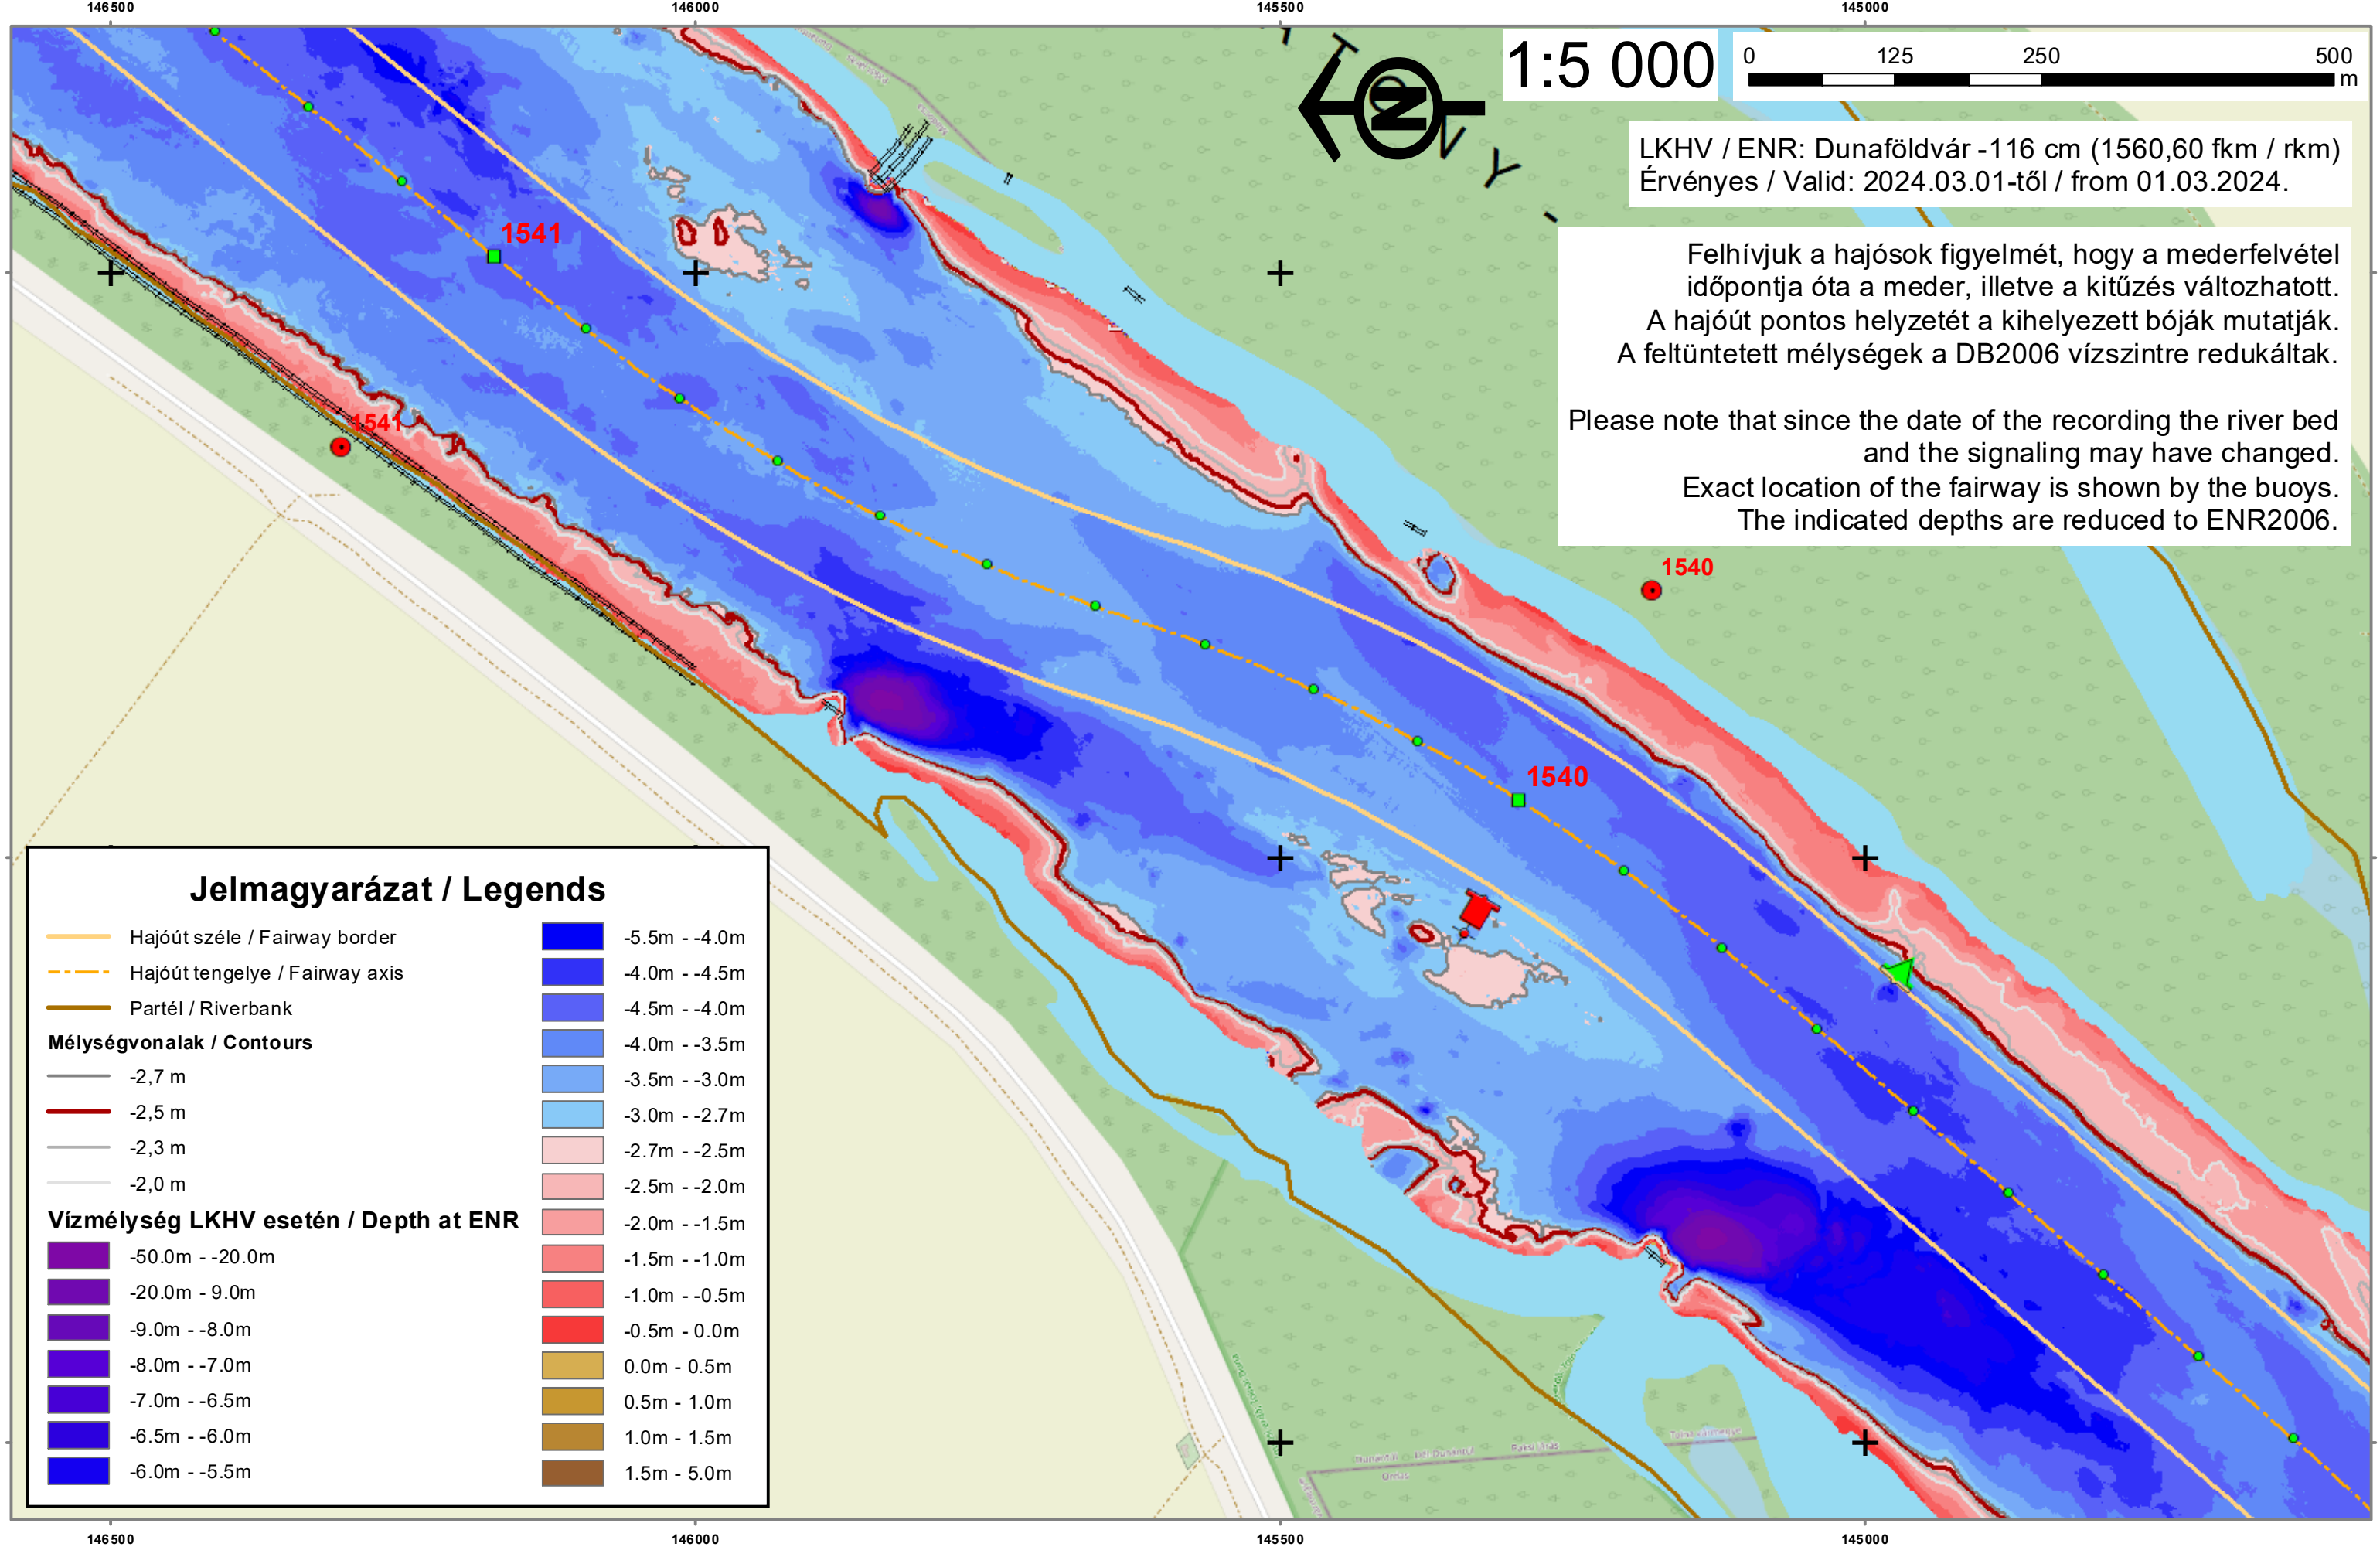 146500
146000
145500
145000
T
O
N
Y
-
N
1:5 000
0
125
250
500
m
LKHV / ENR: Dunaföldvár -116 cm (1560,60 fkm / rkm)
Érvényes / Valid: 2024.03.01-től / from 01.03.2024.
Felhívjuk a hajósok figyelmét, hogy a mederfelvétel
időpontja óta a meder, illetve a kitűzés változhatott.
A hajóút pontos helyzetét a kihelyezett bóják mutatják.
A feltüntetett mélységek a DB2006 vízszintre redukáltak.
Please note that since the date of the recording the river bed
and the signaling may have changed.
Exact location of the fairway is shown by the buoys.
The indicated depths are reduced to ENR2006.
1541
1541
1540
1540
Jelmagyarázat / Legends
Hajóút széle / Fairway border
Hajóút tengelye / Fairway axis
Partél / Riverbank
Mélységvonalak / Contours
-2,7 m
-2,5 m
-2,3 m
-2,0 m
Vízmélység LKHV esetén / Depth at ENR
-50.0m - -20.0m
-20.0m - 9.0m
-9.0m - -8.0m
-8.0m - -7.0m
-7.0m - -6.5m
-6.5m - -6.0m
-6.0m - -5.5m
-5.5m - -4.0m
-4.0m - -4.5m
-4.5m - -4.0m
-4.0m - -3.5m
-3.5m - -3.0m
-3.0m - -2.7m
-2.7m - -2.5m
-2.5m - -2.0m
-2.0m - -1.5m
-1.5m - -1.0m
-1.0m - -0.5m
-0.5m - 0.0m
0.0m - 0.5m
0.5m - 1.0m
1.0m - 1.5m
1.5m - 5.0m
Paksi járás
146500
146000
145500
145000